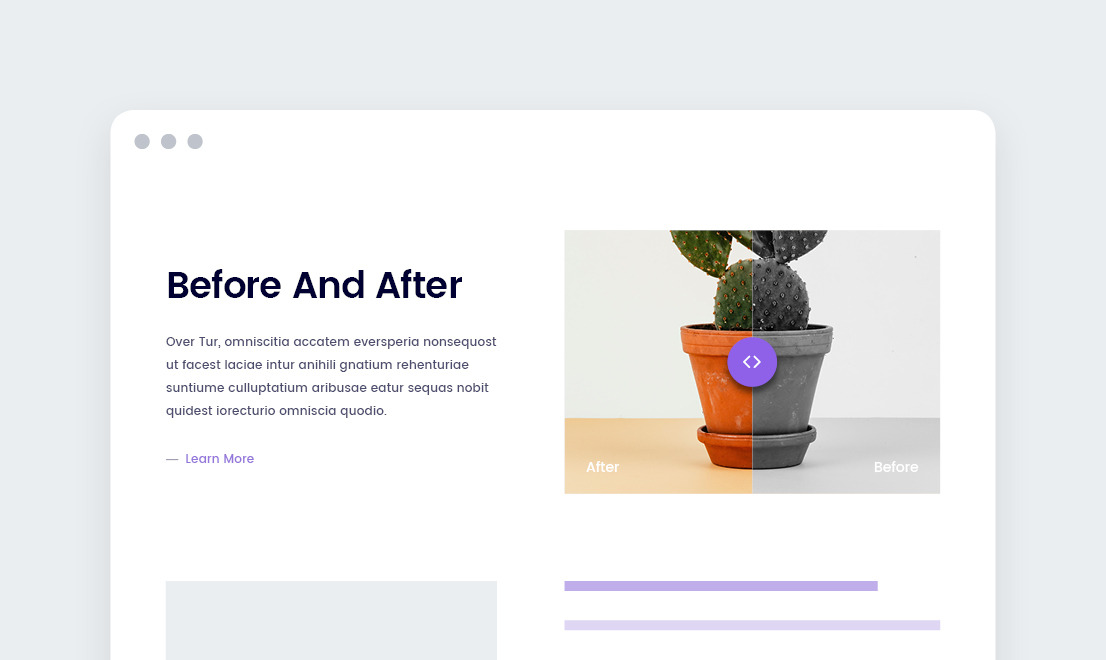 Before And After
Over Tur, omniscitia accatem eversperia nonsequost
ut facest laciae intur anihili gnatium rehenturiae
suntiume culluptatium aribusae eatur sequas nobit
quidest iorecturio omniscia quodio.
— Learn More
After
Before